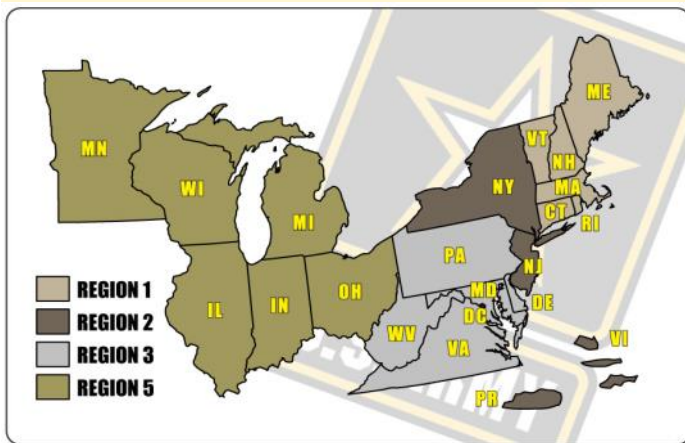 ME
VT
NH
MN
MA
NY
WI
CT
MI
RI
PA
NJ
REGION 1
MD
DE
OH
IL
IN
REGION 2
DC
WV
VI
REGION 3
VA
REGION 5
PR